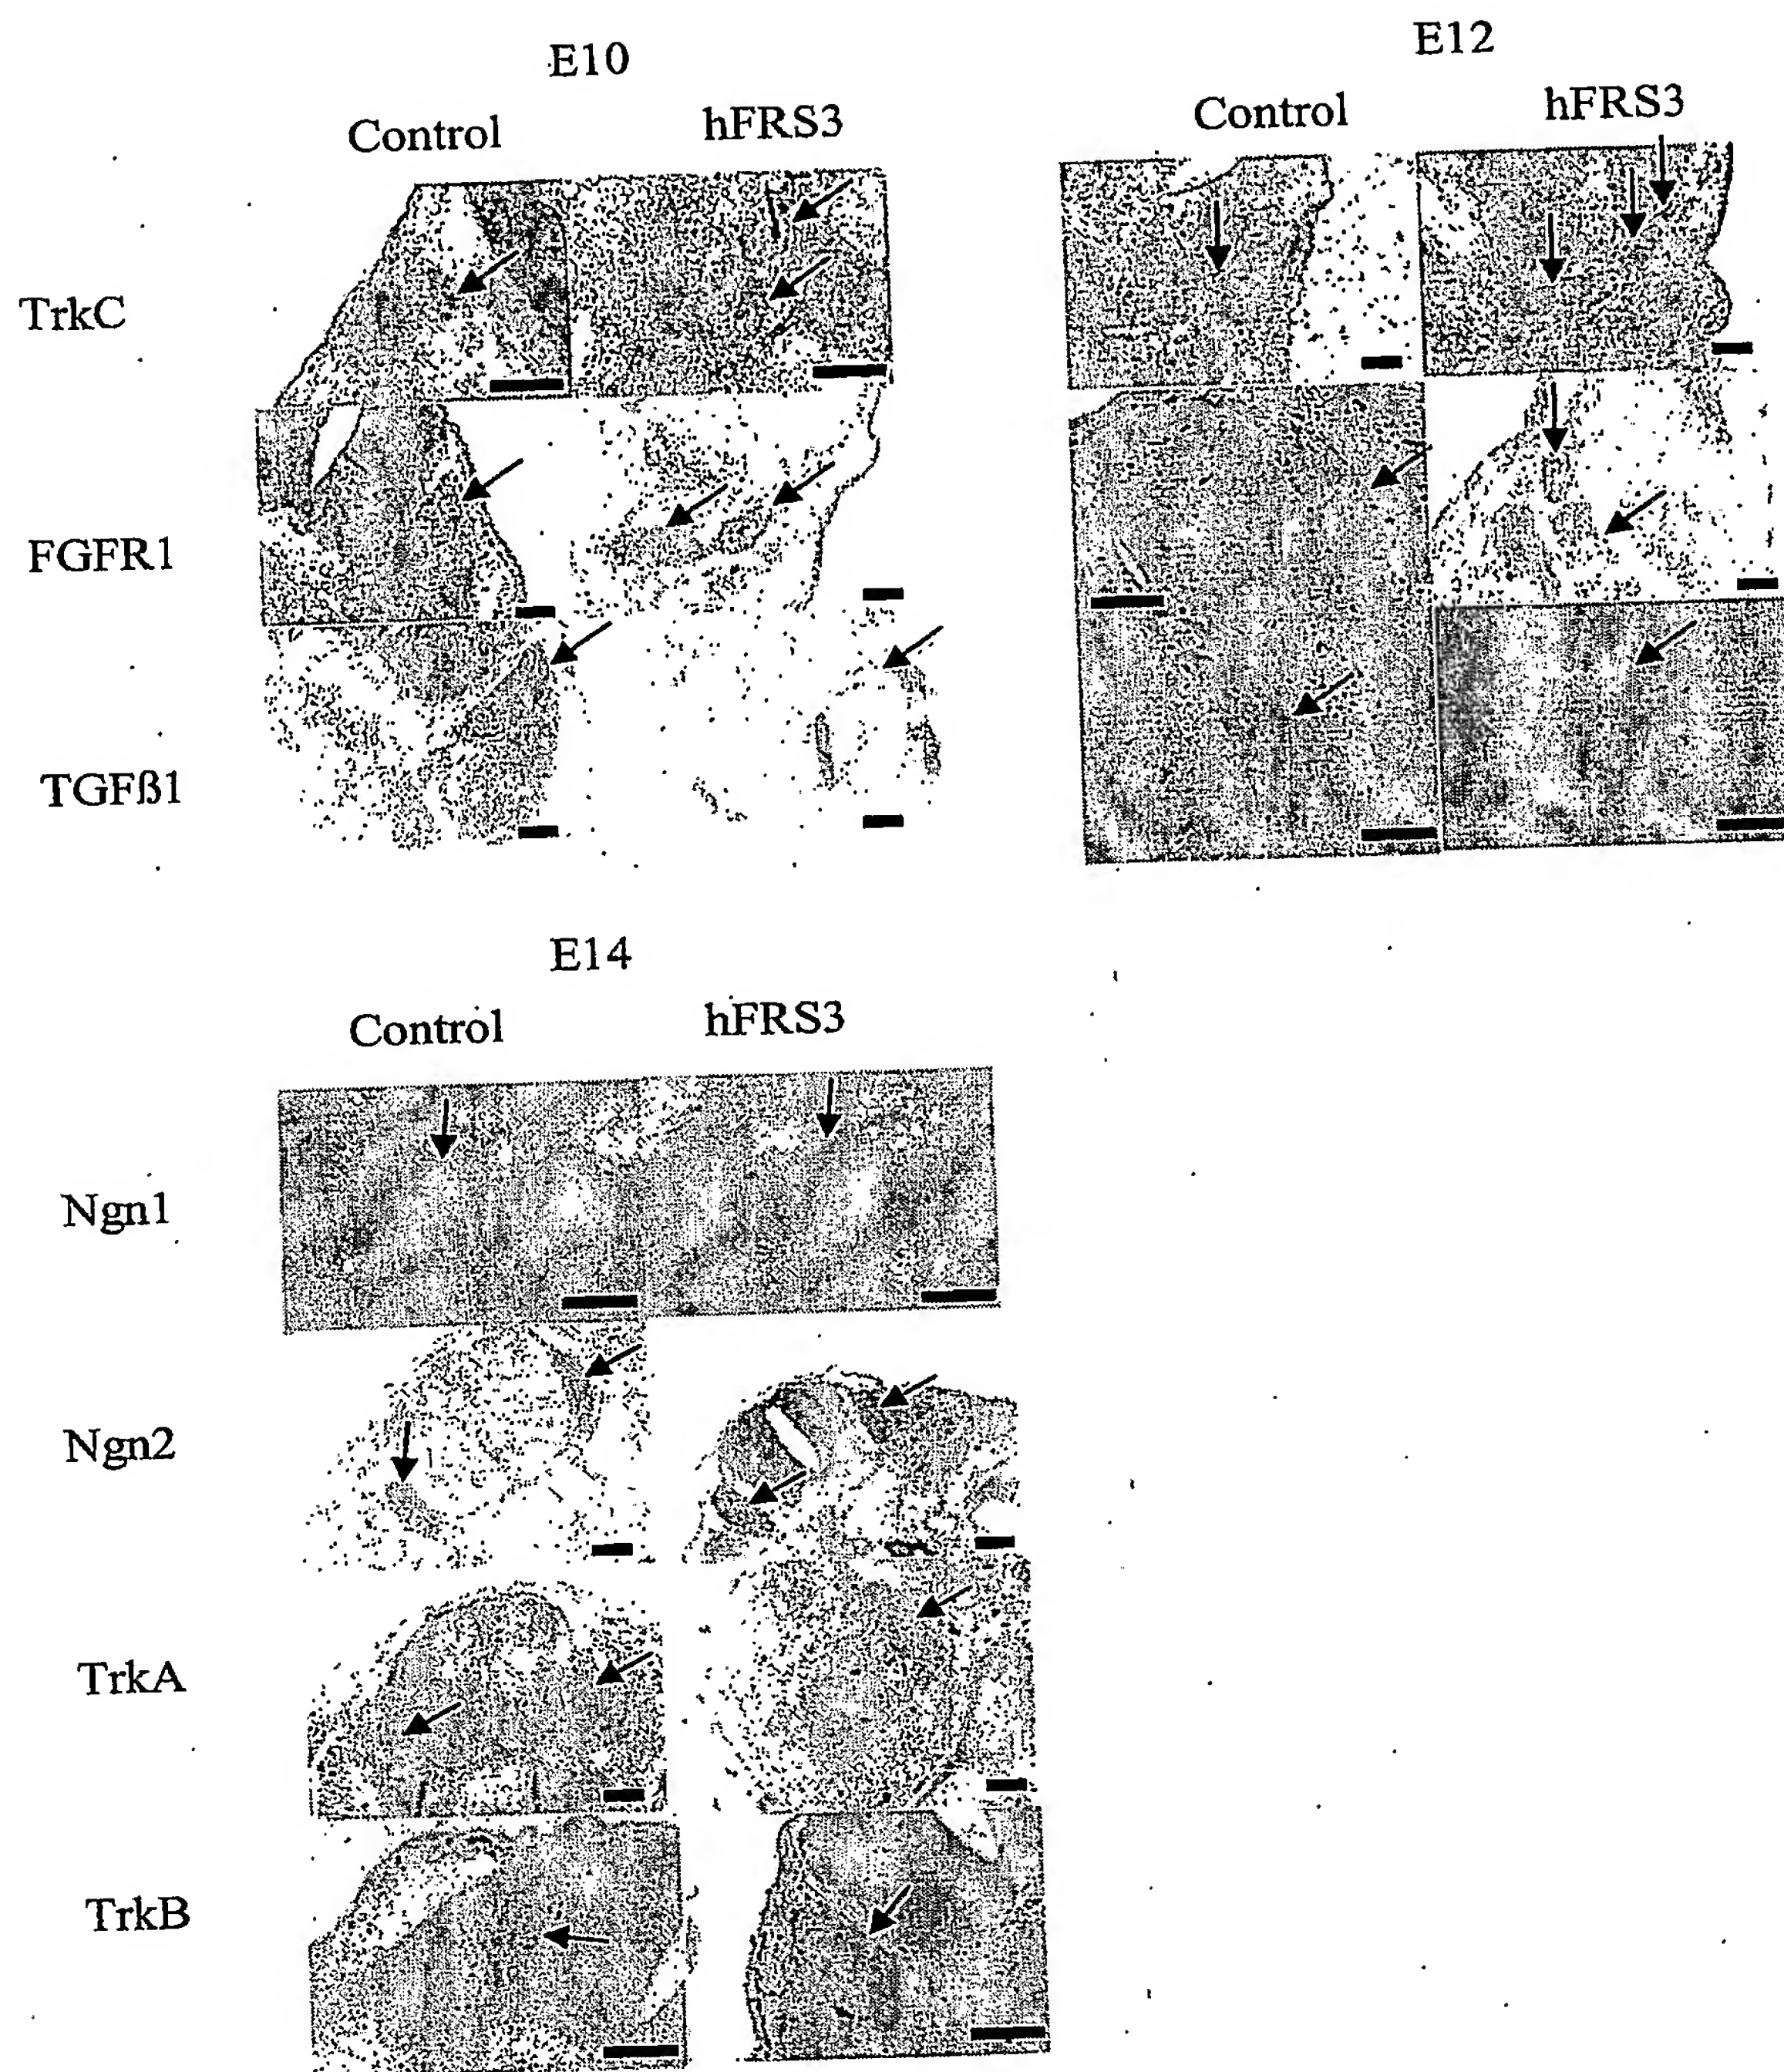 E10
E12
Control hFRS3
Control hFRS3
TrkC
FGFR1
TGFß1
E14
Control hFRS3
Ngn1
Ngn2
TrkA
TrkB